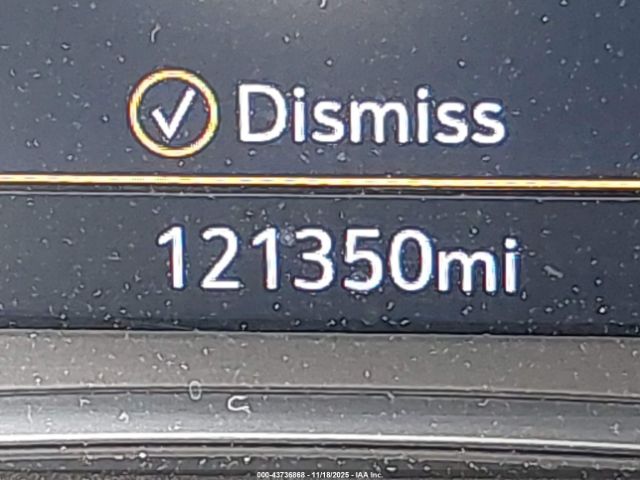 Dismiss
121350mi
000-43736868 - 11/18/2025 - IAA Inc.